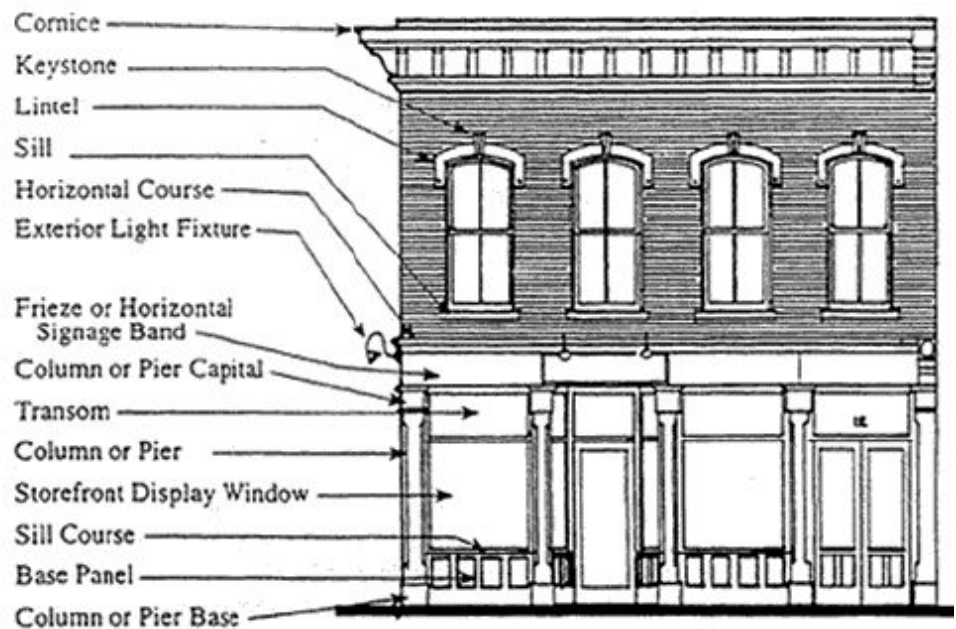 Cornice
Keystone
Lintel
Sill
Horizontal Course
Exterior Light Fixture
Frieze or Horizontal
Signage Band
Column or Pier Capital
Transom
Column or Pier
Storefront Display Window
Sill Course
Base Panel
Column or Pier Base